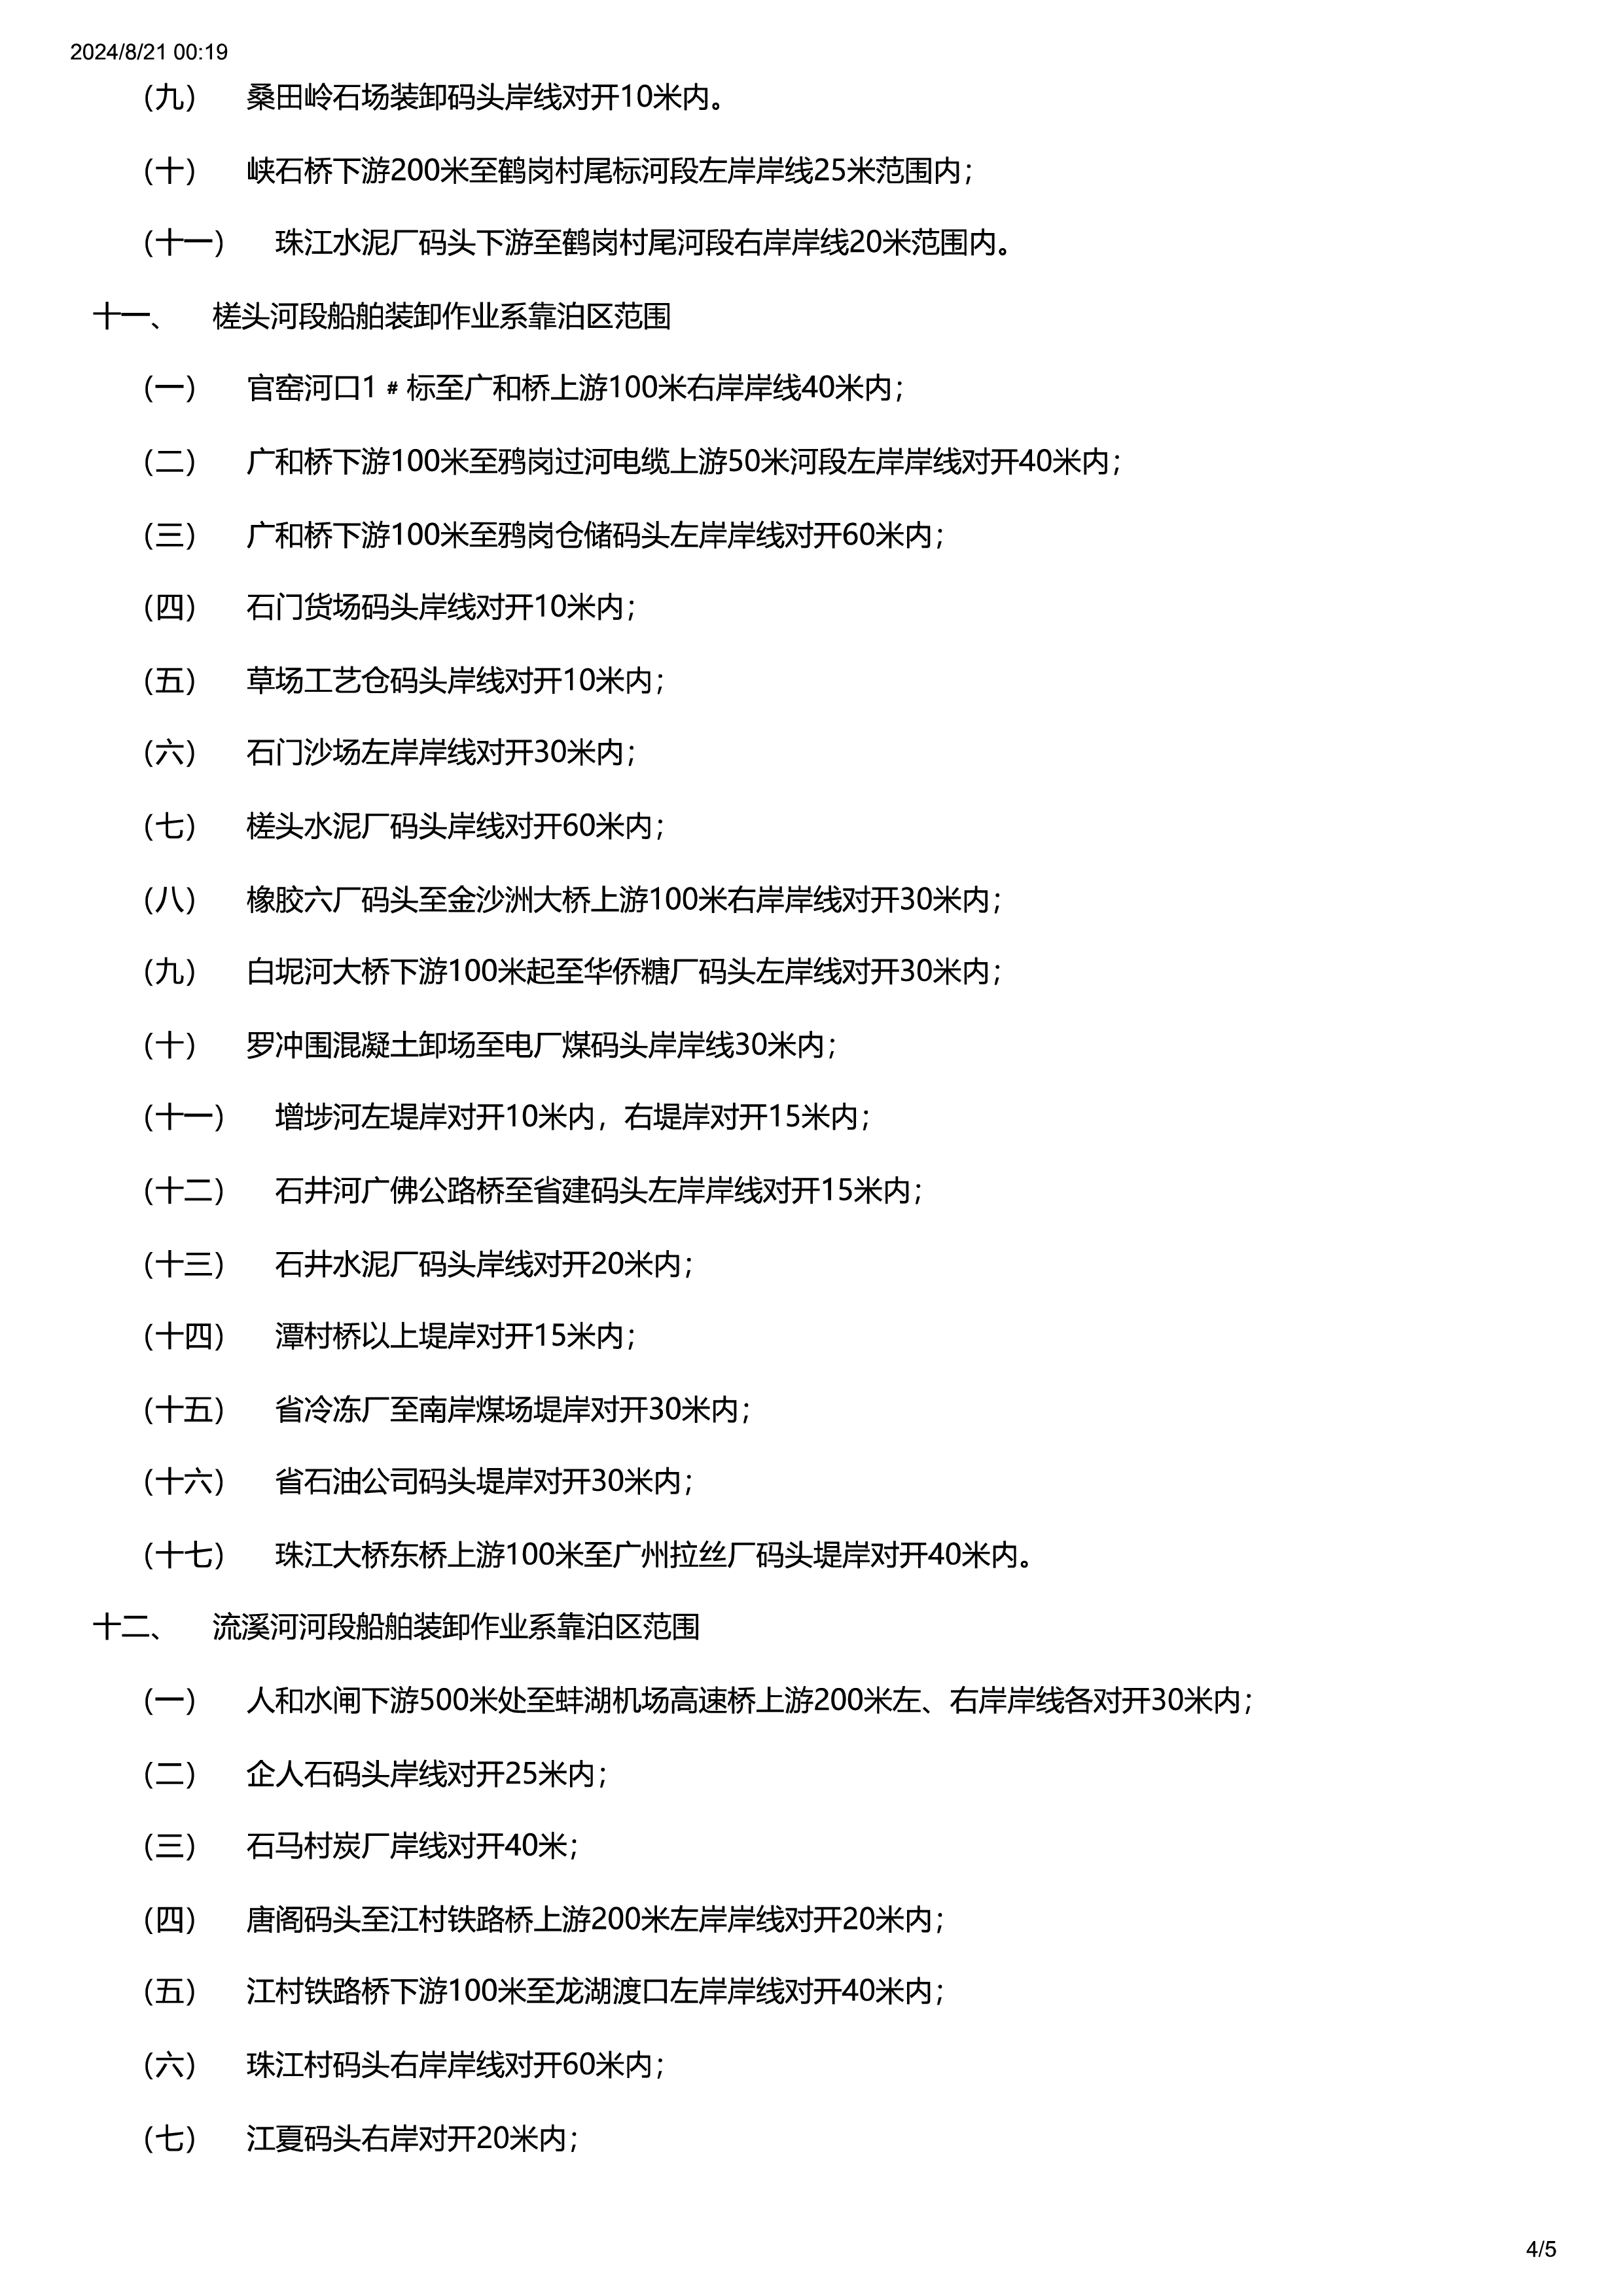 2024/8/21 00:19
（九） 桑田岭石场装卸码头岸线对开10米内。
（十） 峡石桥下游200米至鹤岗村尾标河段左岸岸线25米范围内；
（十一） 珠江水泥厂码头下游至鹤岗村尾河段右岸岸线20米范围内。
十一、 槎头河段船舶装卸作业系靠泊区范围
（一） 官窑河口1﹟标至广和桥上游100米右岸岸线40米内；
（二） 广和桥下游100米至鸦岗过河电缆上游50米河段左岸岸线对开40米内；
（三） 广和桥下游100米至鸦岗仓储码头左岸岸线对开60米内；
（四） 石门货场码头岸线对开10米内；
（五） 草场工艺仓码头岸线对开10米内；
（六） 石门沙场左岸岸线对开30米内；
（七） 槎头水泥厂码头岸线对开60米内；
（八） 橡胶六厂码头至金沙洲大桥上游100米右岸岸线对开30米内；
（九） 白坭河大桥下游100米起至华侨糖厂码头左岸线对开30米内；
（十） 罗冲围混凝土卸场至电厂煤码头岸岸线30米内；
（十一） 增埗河左堤岸对开10米内，右堤岸对开15米内；
（十二） 石井河广佛公路桥至省建码头左岸岸线对开15米内；
（十三） 石井水泥厂码头岸线对开20米内；
（十四） 潭村桥以上堤岸对开15米内；
（十五） 省冷冻厂至南岸煤场堤岸对开30米内；
（十六） 省石油公司码头堤岸对开30米内；
（十七） 珠江大桥东桥上游100米至广州拉丝厂码头堤岸对开40米内。
十二、 流溪河河段船舶装卸作业系靠泊区范围
（一） 人和水闸下游500米处至蚌湖机场高速桥上游200米左、右岸岸线各对开30米内；
（二） 企人石码头岸线对开25米内；
（三） 石马村炭厂岸线对开40米；
（四） 唐阁码头至江村铁路桥上游200米左岸岸线对开20米内；
（五） 江村铁路桥下游100米至龙湖渡口左岸岸线对开40米内；
（六） 珠江村码头右岸岸线对开60米内；
（七） 江夏码头右岸对开20米内；
4/5